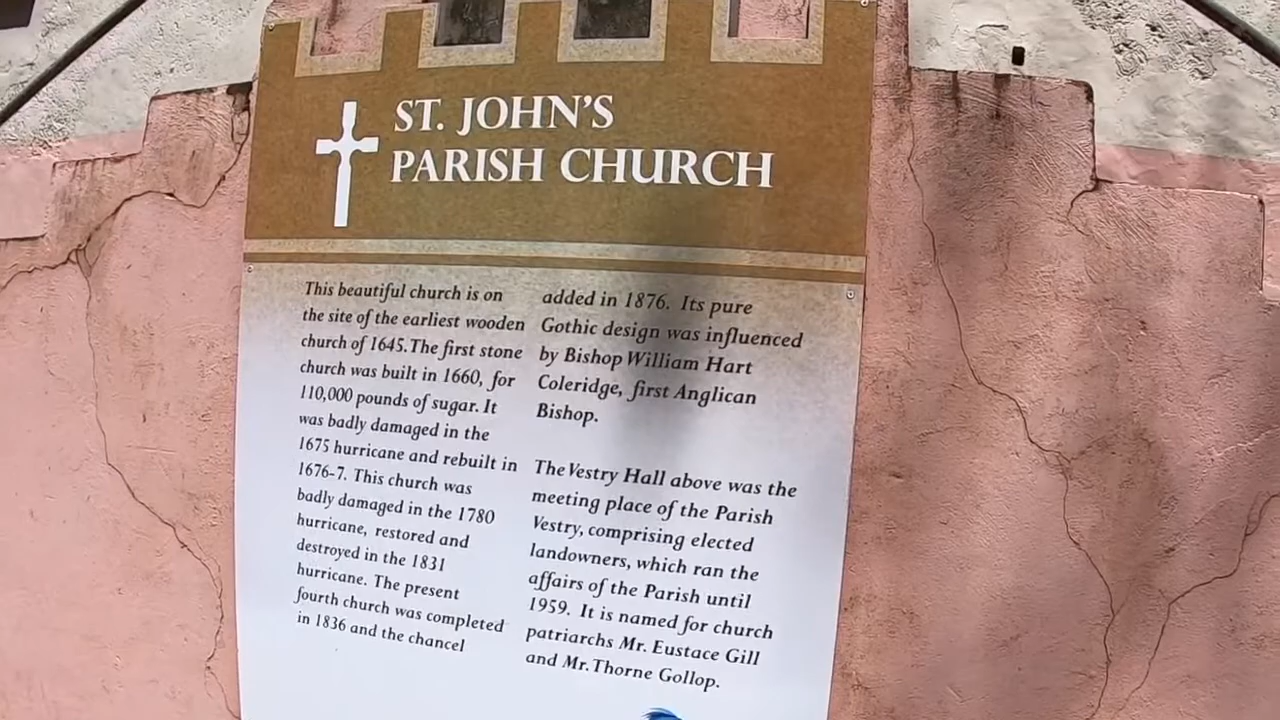 ST. JOHN'S
PARISH CHURCH
This beautiful church is on
the site of the earliest wooden
church of 1645. The first stone
church was built in 1660, for
110,000 pounds of sugar. It
was badly damaged in the
1675 hurricane and rebuilt in
1676-7. This church was
badly damaged in the 1780
hurricane, restored and
destroyed in the 1831
hurricane. The present
fourth church was completed
in 1836 and the chancel
added in 1876. Its pure
Gothic design was influenced
by Bishop William Hart
Coleridge, first Anglican
Bishop.
The Vestry Hall above was the
meeting place of the Parish
Vestry, comprising elected
landowners, which ran the
affairs of the Parish until
1959. It is named for church
patriarchs Mr. Eustace Gill
and Mr. Thorne Gollop.